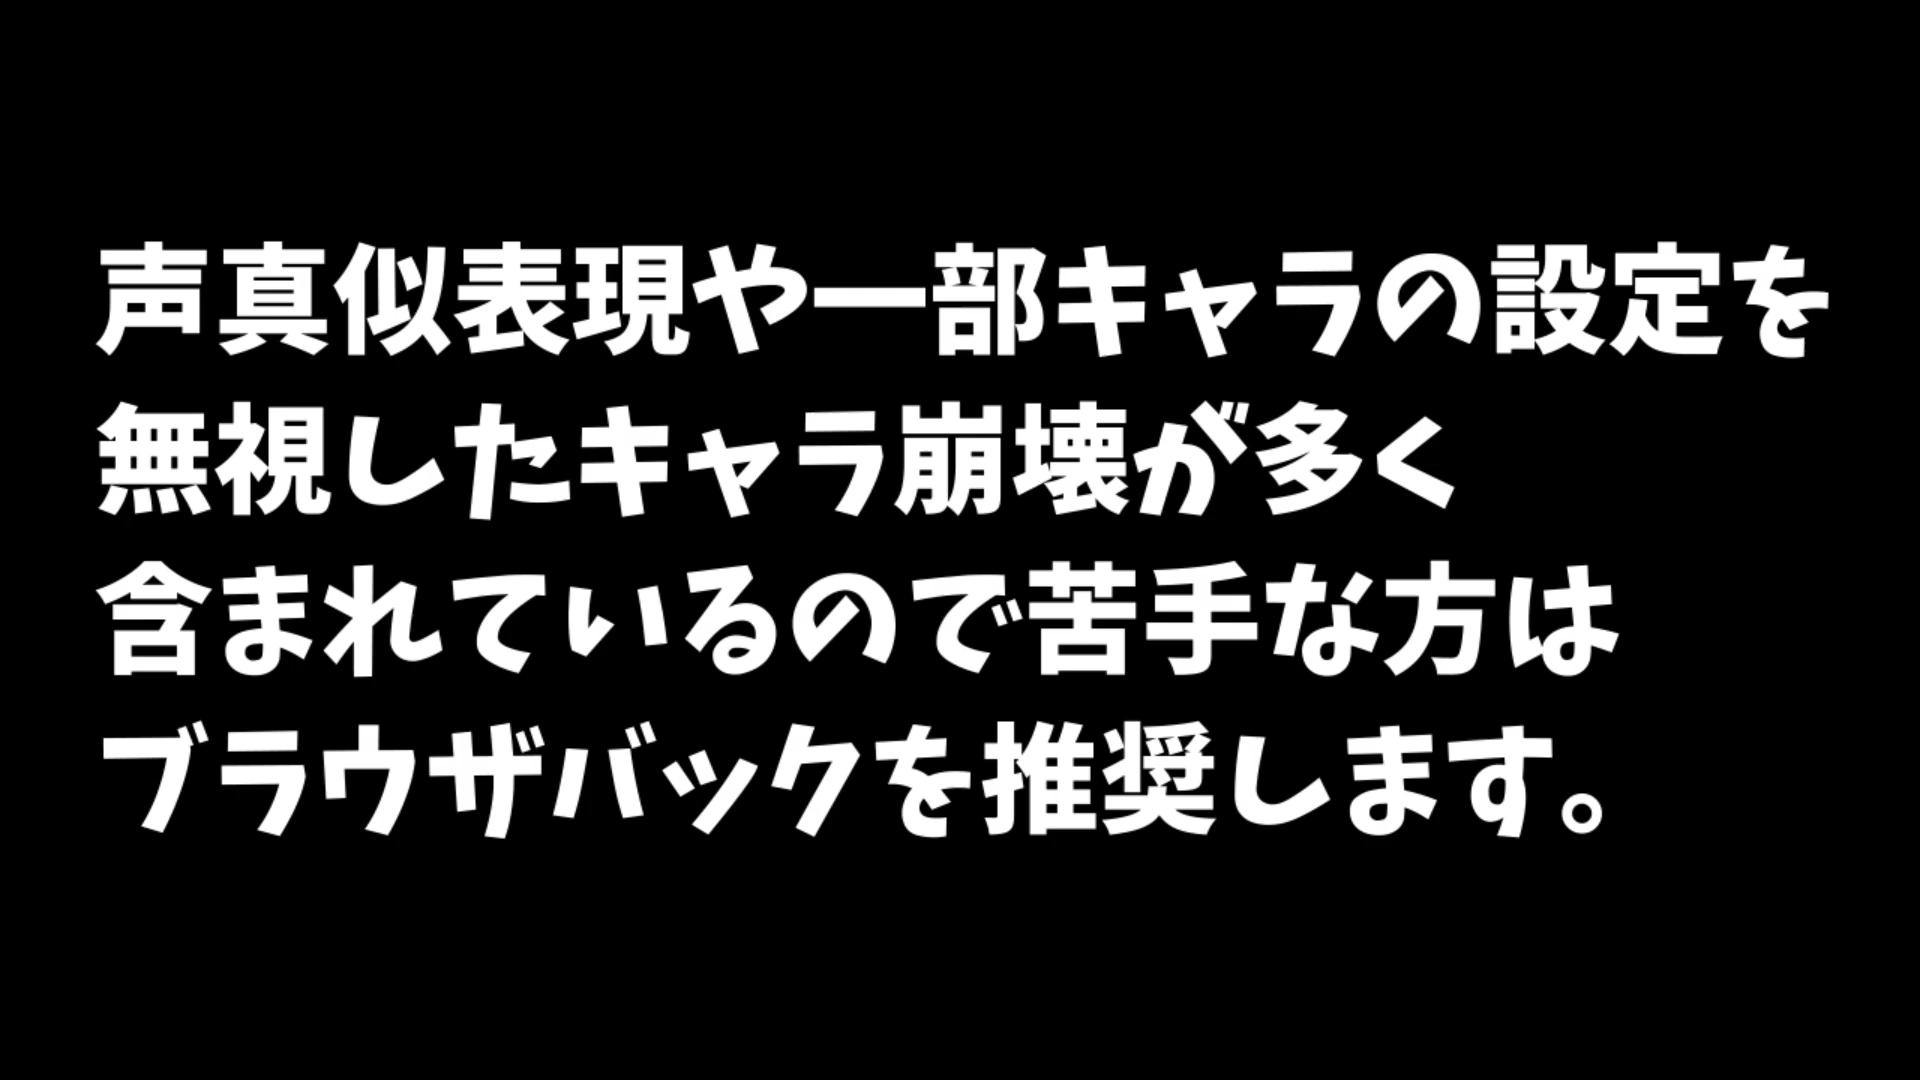 声真似表現や一部キャラの設定を
無視したキャラ崩壊が多く
含まれているので苦手な方は
ブラウザバックを推奨します。